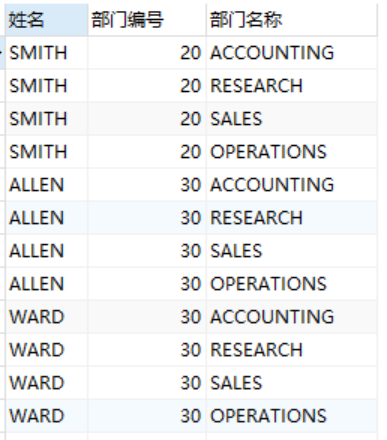 姓名 部门编号 部门名称
SMITH 20 ACCOUNTING
SMITH 20 RESEARCH
SMITH 20 SALES
SMITH 20 OPERATIONS
ALLEN 30 ACCOUNTING
ALLEN 30 RESEARCH
ALLEN 30 SALES
ALLEN 30 OPERATIONS
WARD 30 ACCOUNTING
WARD 30 RESEARCH
WARD 30 SALES
WARD 30 OPERATIONS